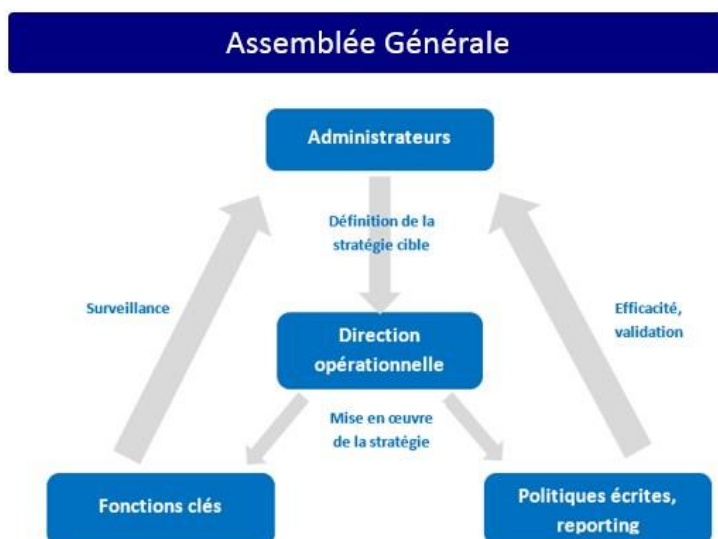 Assemblée Générale
Administrateurs
Définition de la
stratégie cible
Surveillance
Efficacité,
validation
Direction
opérationnelle
Mise en œuvre
de la stratégie
Fonctions clés
Politiques écrites,
reporting